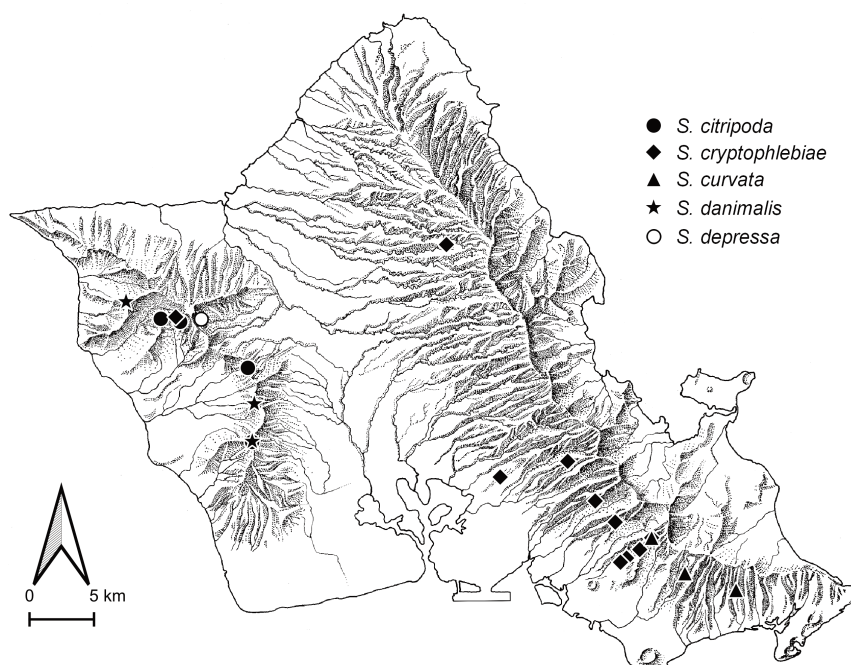 S. citripoda
S. cryptophlebiae
S. curvata
S. danimalis
S. depressa
0 5 km